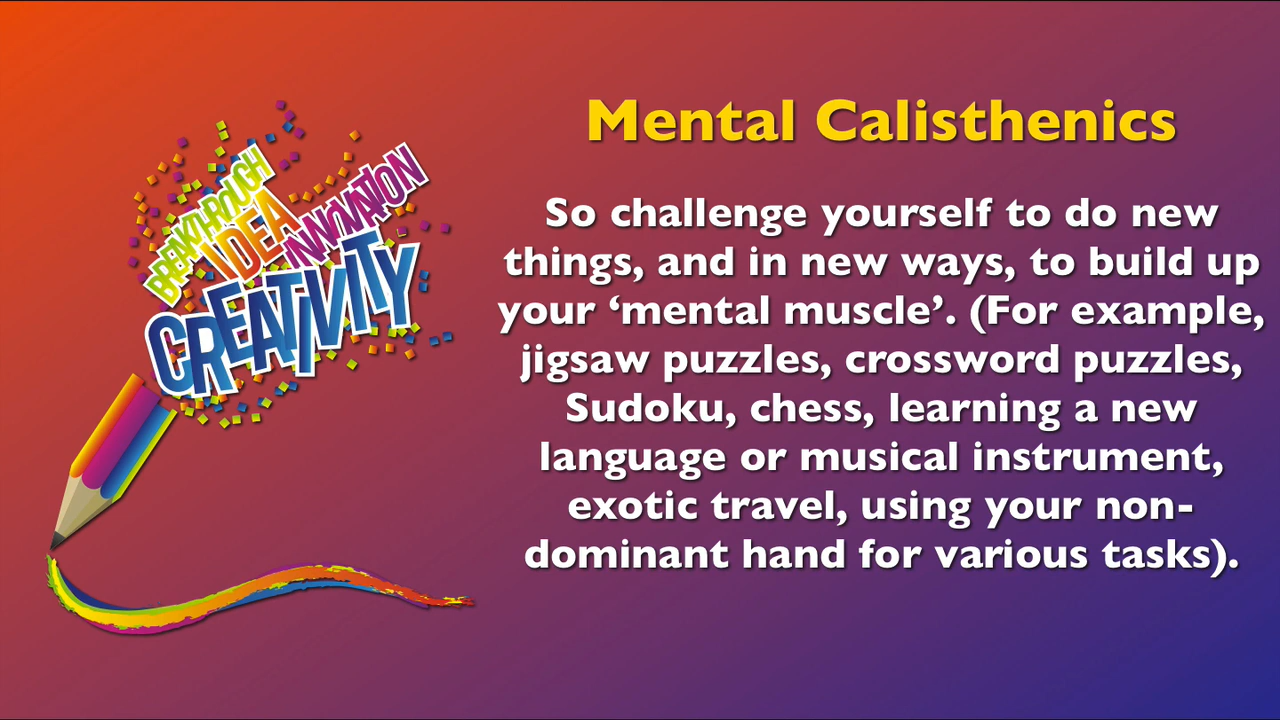 Mental Calisthenics
BREAKTHROUGH
IDEA
INNOVATION
CREATIVITY
So challenge yourself to do new
things, and in new ways, to build up
your ‘mental muscle’. (For example,
jigsaw puzzles, crossword puzzles,
Sudoku, chess, learning a new
language or musical instrument,
exotic travel, using your non-
dominant hand for various tasks).